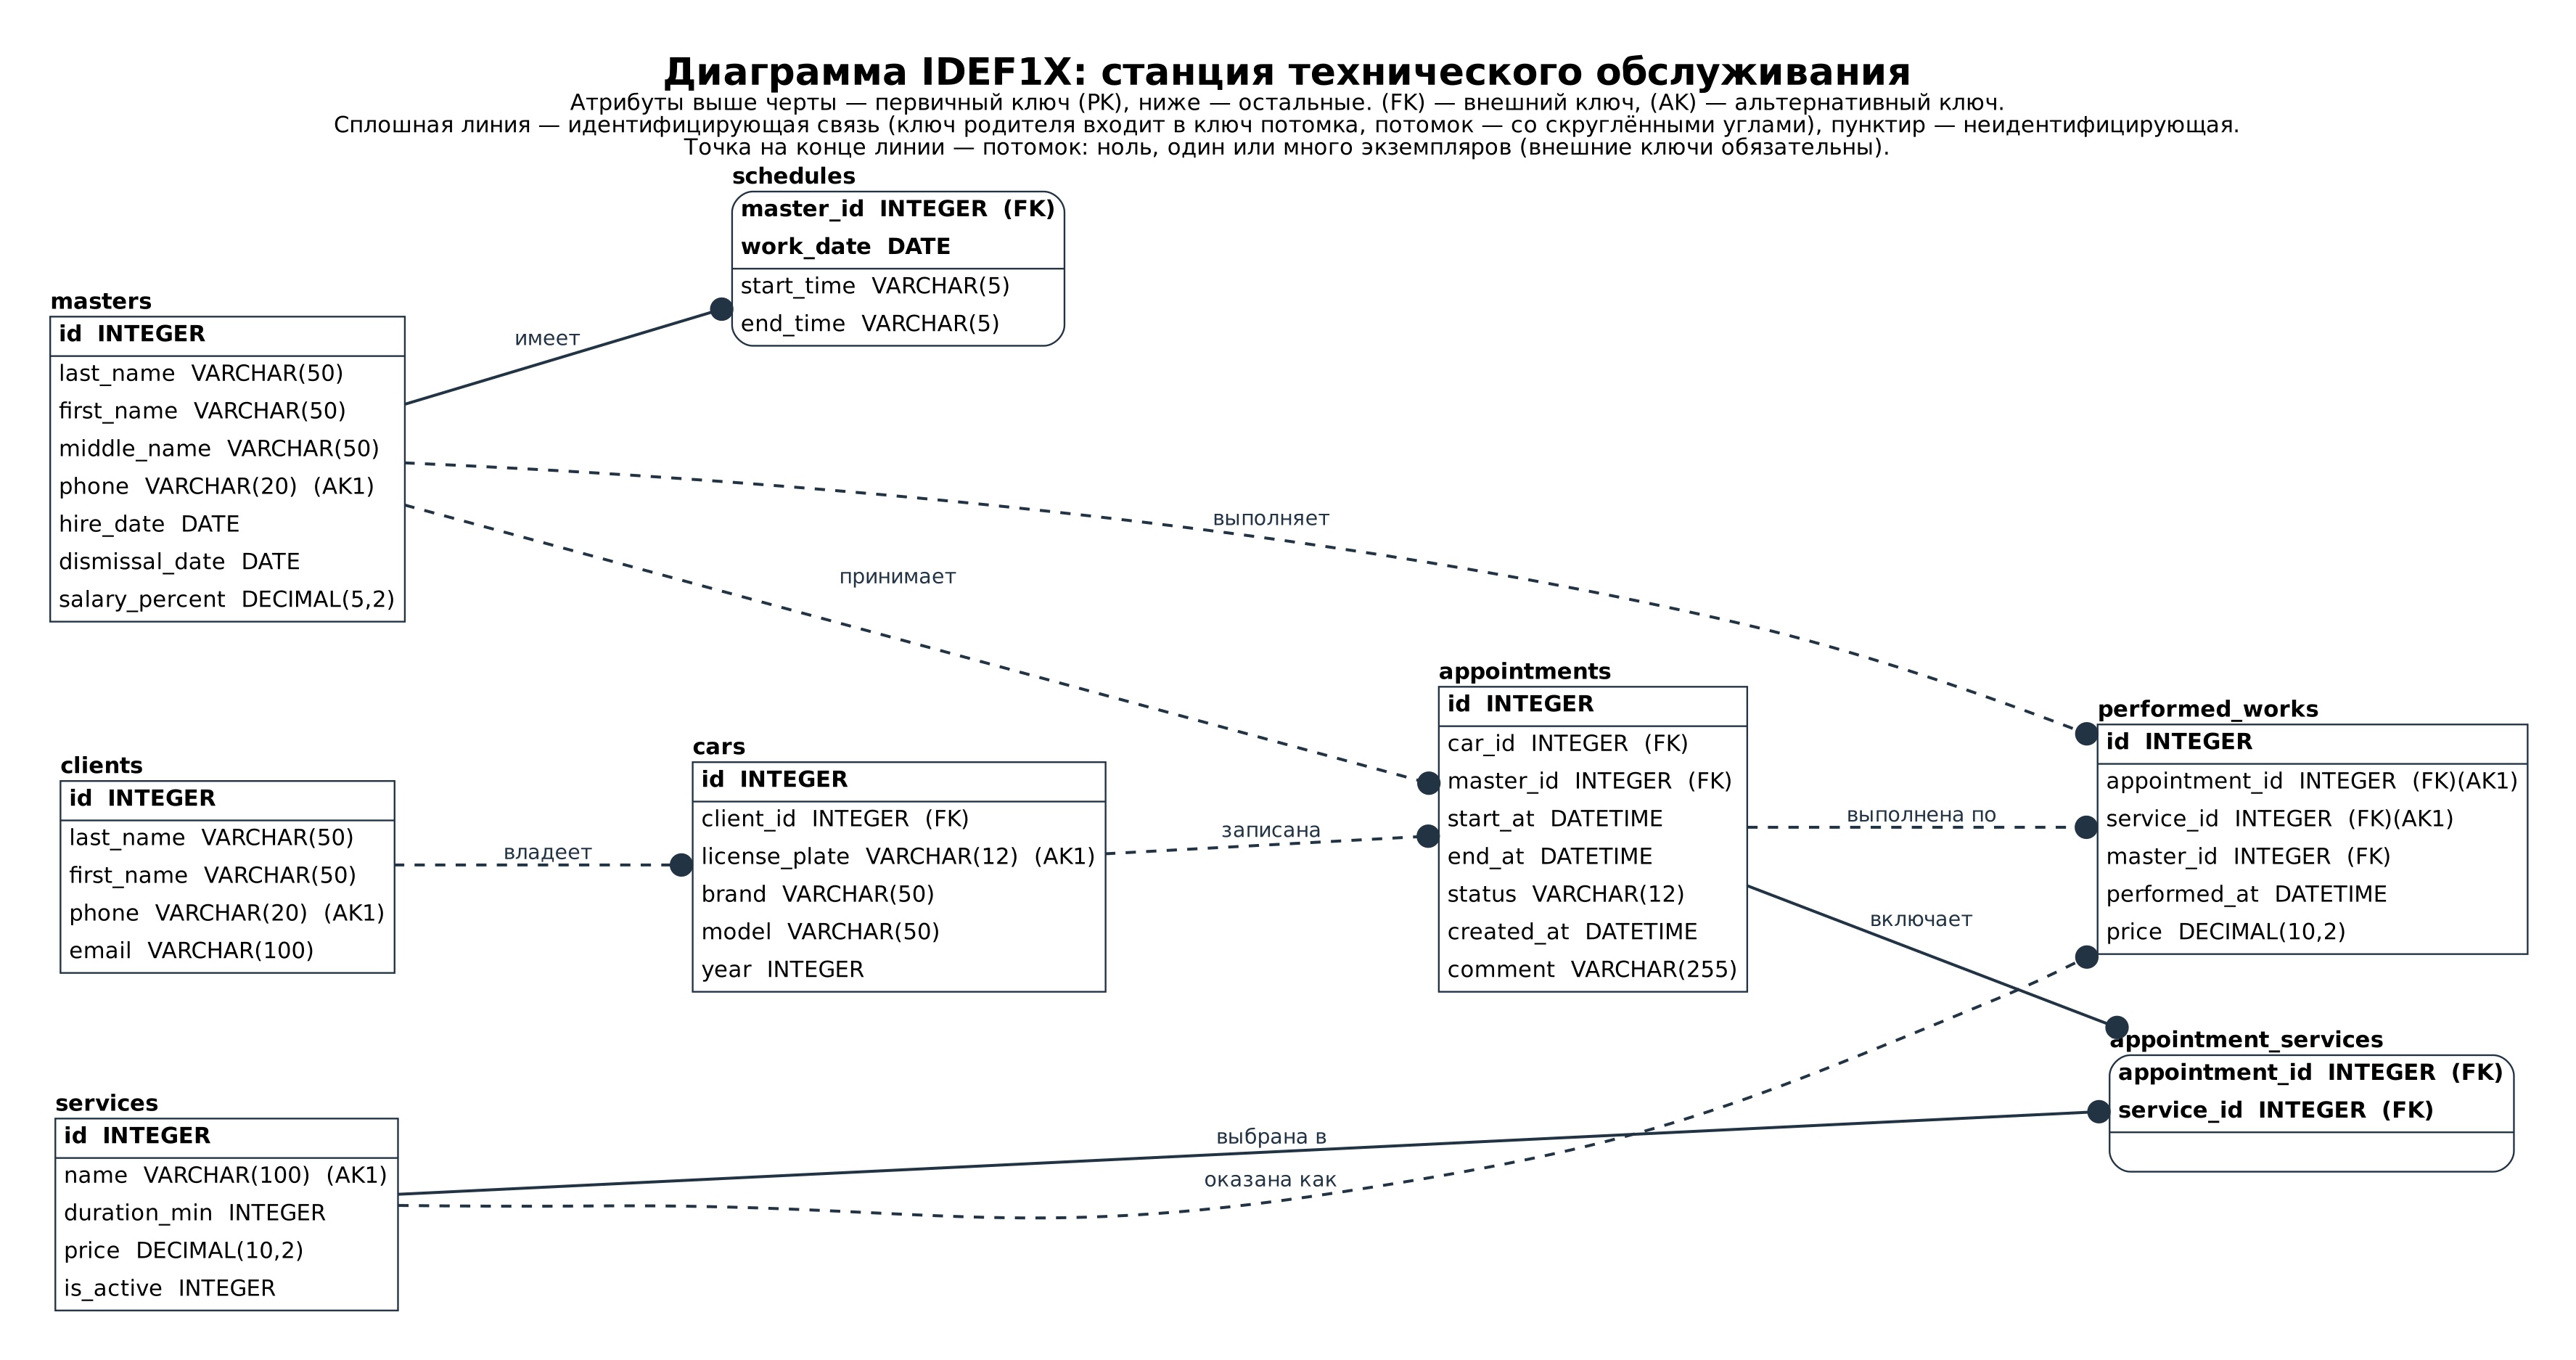 Диаграмма IDEF1X: станция технического обслуживания
Атрибуты выше черты — первичный ключ (PK), ниже — остальные. (FK) — внешний ключ, (AK) — альтернативный ключ.
Сплошная линия — идентифицирующая связь (ключ родителя входит в ключ потомка, потомок — со скруглёнными углами), пунктир — неидентифицирующая.
Точка на конце линии — потомок: ноль, один или много экземпляров (внешние ключи обязательны).
schedules
master_id INTEGER (FK)
work_date DATE
start_time VARCHAR(5)
end_time VARCHAR(5)
masters
id INTEGER
last_name VARCHAR(50)
first_name VARCHAR(50)
middle_name VARCHAR(50)
phone VARCHAR(20) (AK1)
hire_date DATE
dismissal_date DATE
salary_percent DECIMAL(5,2)
имеет
выполняет
принимает
clients
id INTEGER
last_name VARCHAR(50)
first_name VARCHAR(50)
phone VARCHAR(20) (AK1)
email VARCHAR(100)
владеет
cars
id INTEGER
client_id INTEGER (FK)
license_plate VARCHAR(12) (AK1)
brand VARCHAR(50)
model VARCHAR(50)
year INTEGER
записана
appointments
id INTEGER
car_id INTEGER (FK)
master_id INTEGER (FK)
start_at DATETIME
end_at DATETIME
status VARCHAR(12)
created_at DATETIME
comment VARCHAR(255)
выполнена по
включает
performed_works
id INTEGER
appointment_id INTEGER (FK)(AK1)
service_id INTEGER (FK)(AK1)
master_id INTEGER (FK)
performed_at DATETIME
price DECIMAL(10,2)
appointment_services
appointment_id INTEGER (FK)
service_id INTEGER (FK)
services
id INTEGER
name VARCHAR(100) (AK1)
duration_min INTEGER
price DECIMAL(10,2)
is_active INTEGER
выбрана в
оказана как